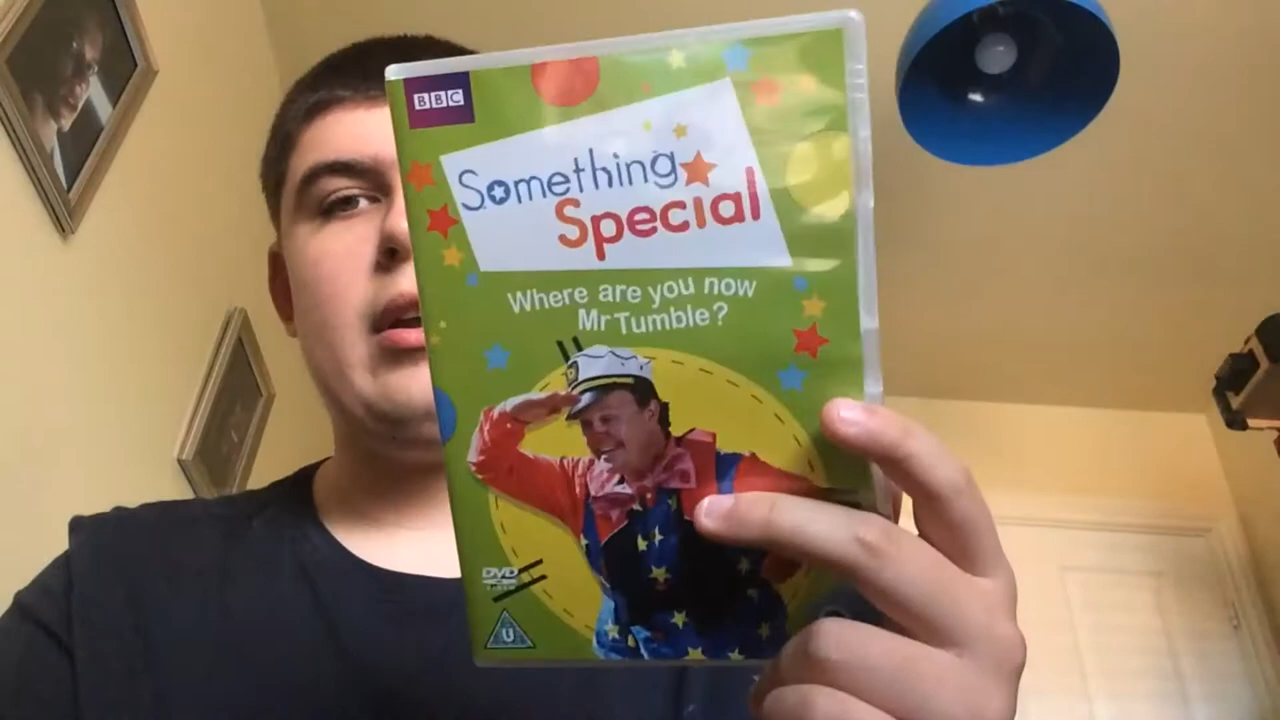 BBC
Something
Special
Where are you now
Mr Tumble?
DVD
U